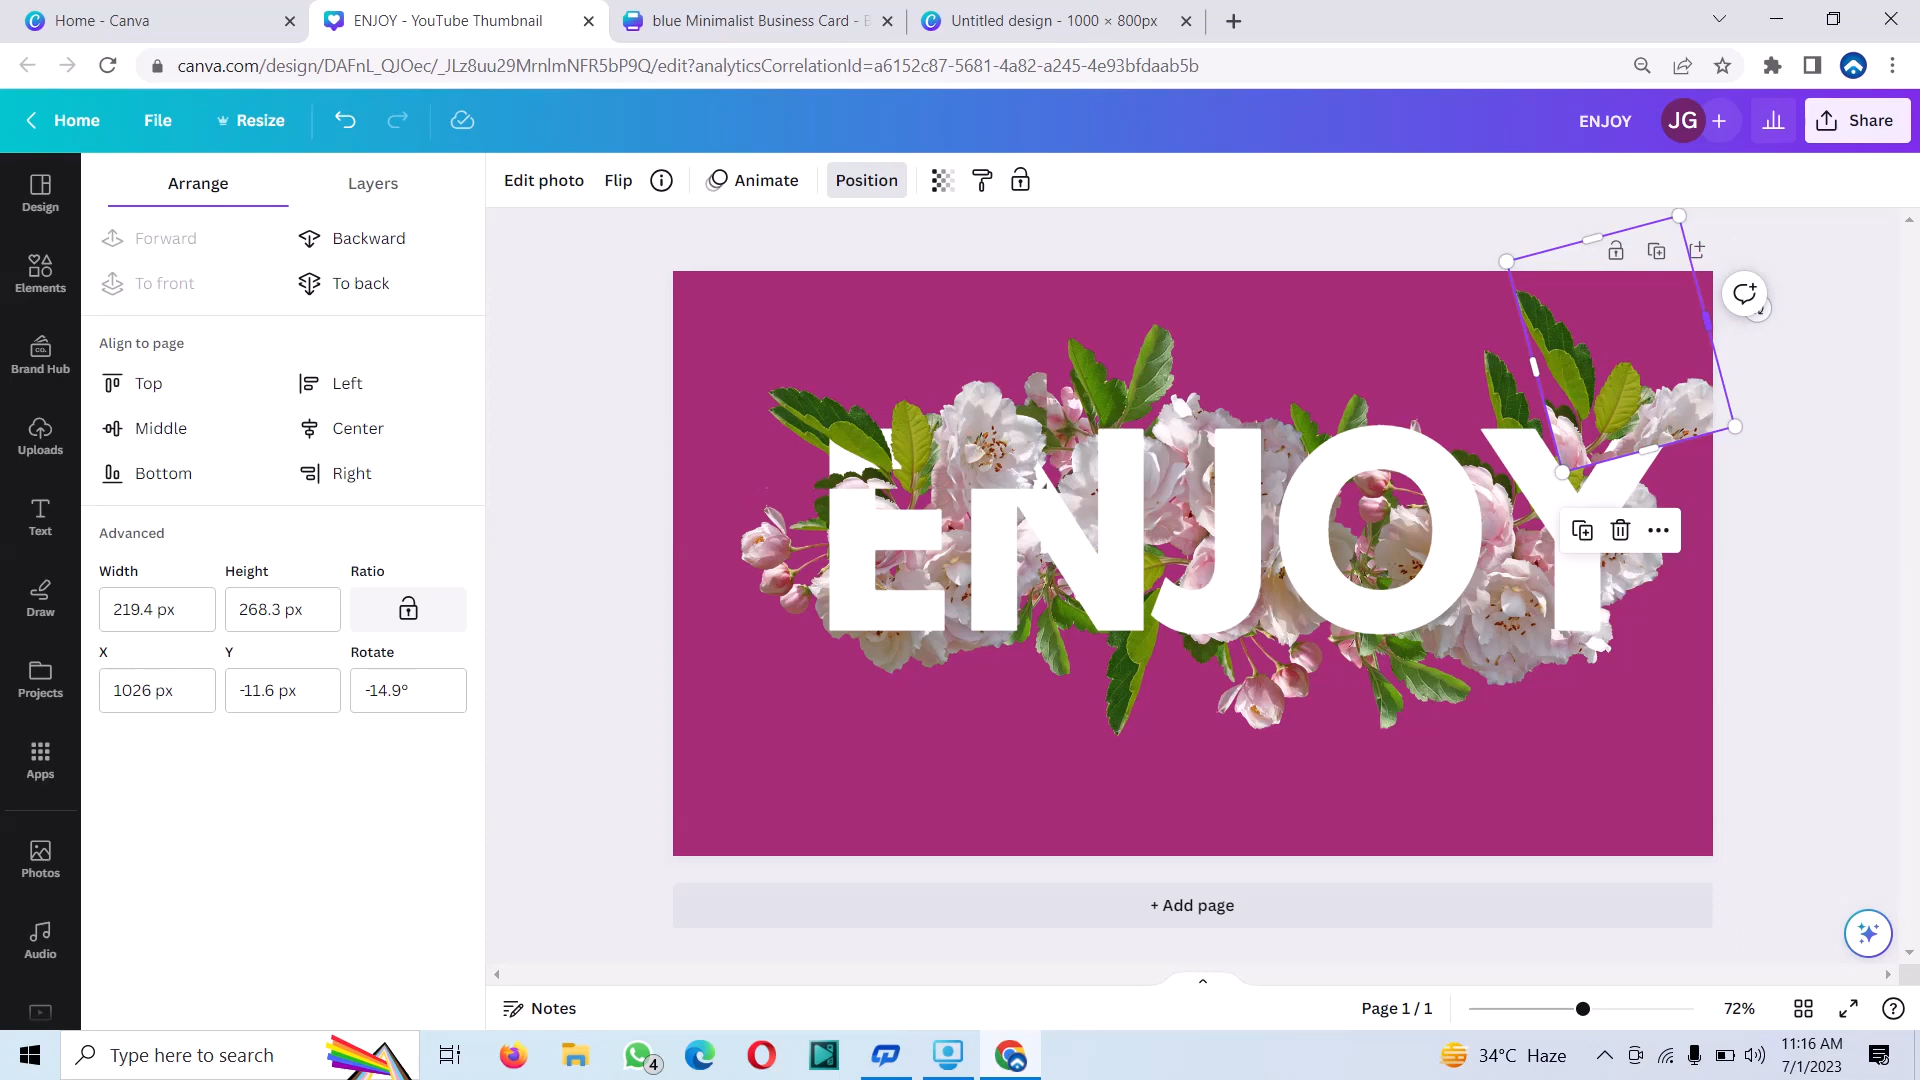 Home - Canva
ENJOY - YouTube Thumbnail
blue Minimalist Business Card - B
Untitled design - 1000 × 800px
canva.com/design/DAFnL_QJOec/_JLz8uu29MrnlmNFR5bP9Q/edit?analyticsCorrelationId=a6152c87-5681-4a82-a245-4e93bfdaab5b
Home
File
Resize
ENJOY
JG
Share
Design
Elements
Brand Hub
Uploads
Text
Draw
Projects
Apps
Photos
Audio
Arrange
Layers
Forward
Backward
To front
To back
Align to page
Top
Left
Middle
Center
Bottom
Right
Advanced
Width
Height
Ratio
219.4 px
268.3 px
X
Y
Rotate
1026 px
-11.6 px
-14.9°
Edit photo
Flip
Animate
Position
ENJOY
+ Add page
Notes
Page 1 / 1
72%
Type here to search
4
34°C Haze
11:16 AM
7/1/2023